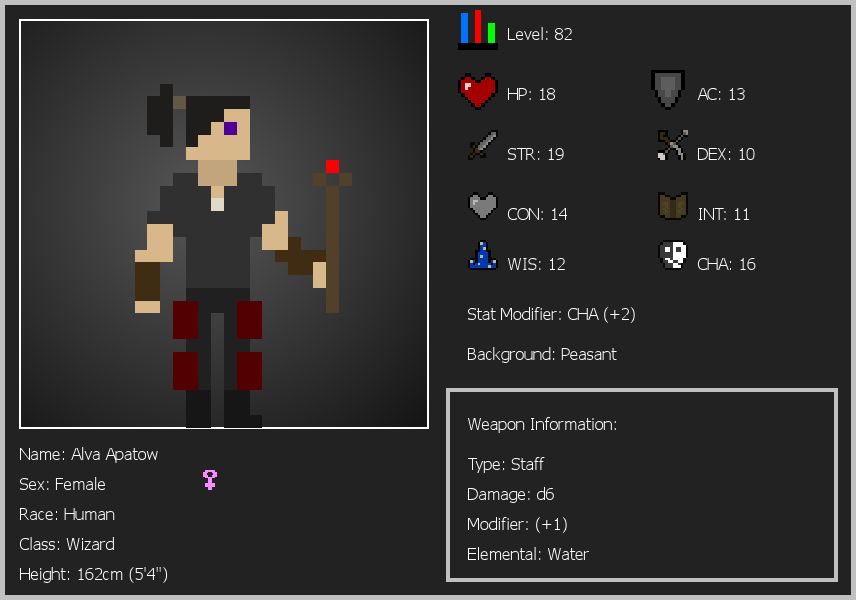 Level: 82
HP: 18
AC: 13
STR: 19
DEX: 10
CON: 14
INT: 11
WIS: 12
CHA: 16
Stat Modifier: CHA (+2)
Background: Peasant
Weapon Information:
Type: Staff
Damage: d6
Modifier: (+1)
Elemental: Water
Name: Alva Apatow
Sex: Female
Race: Human
Class: Wizard
Height: 162cm (5'4")